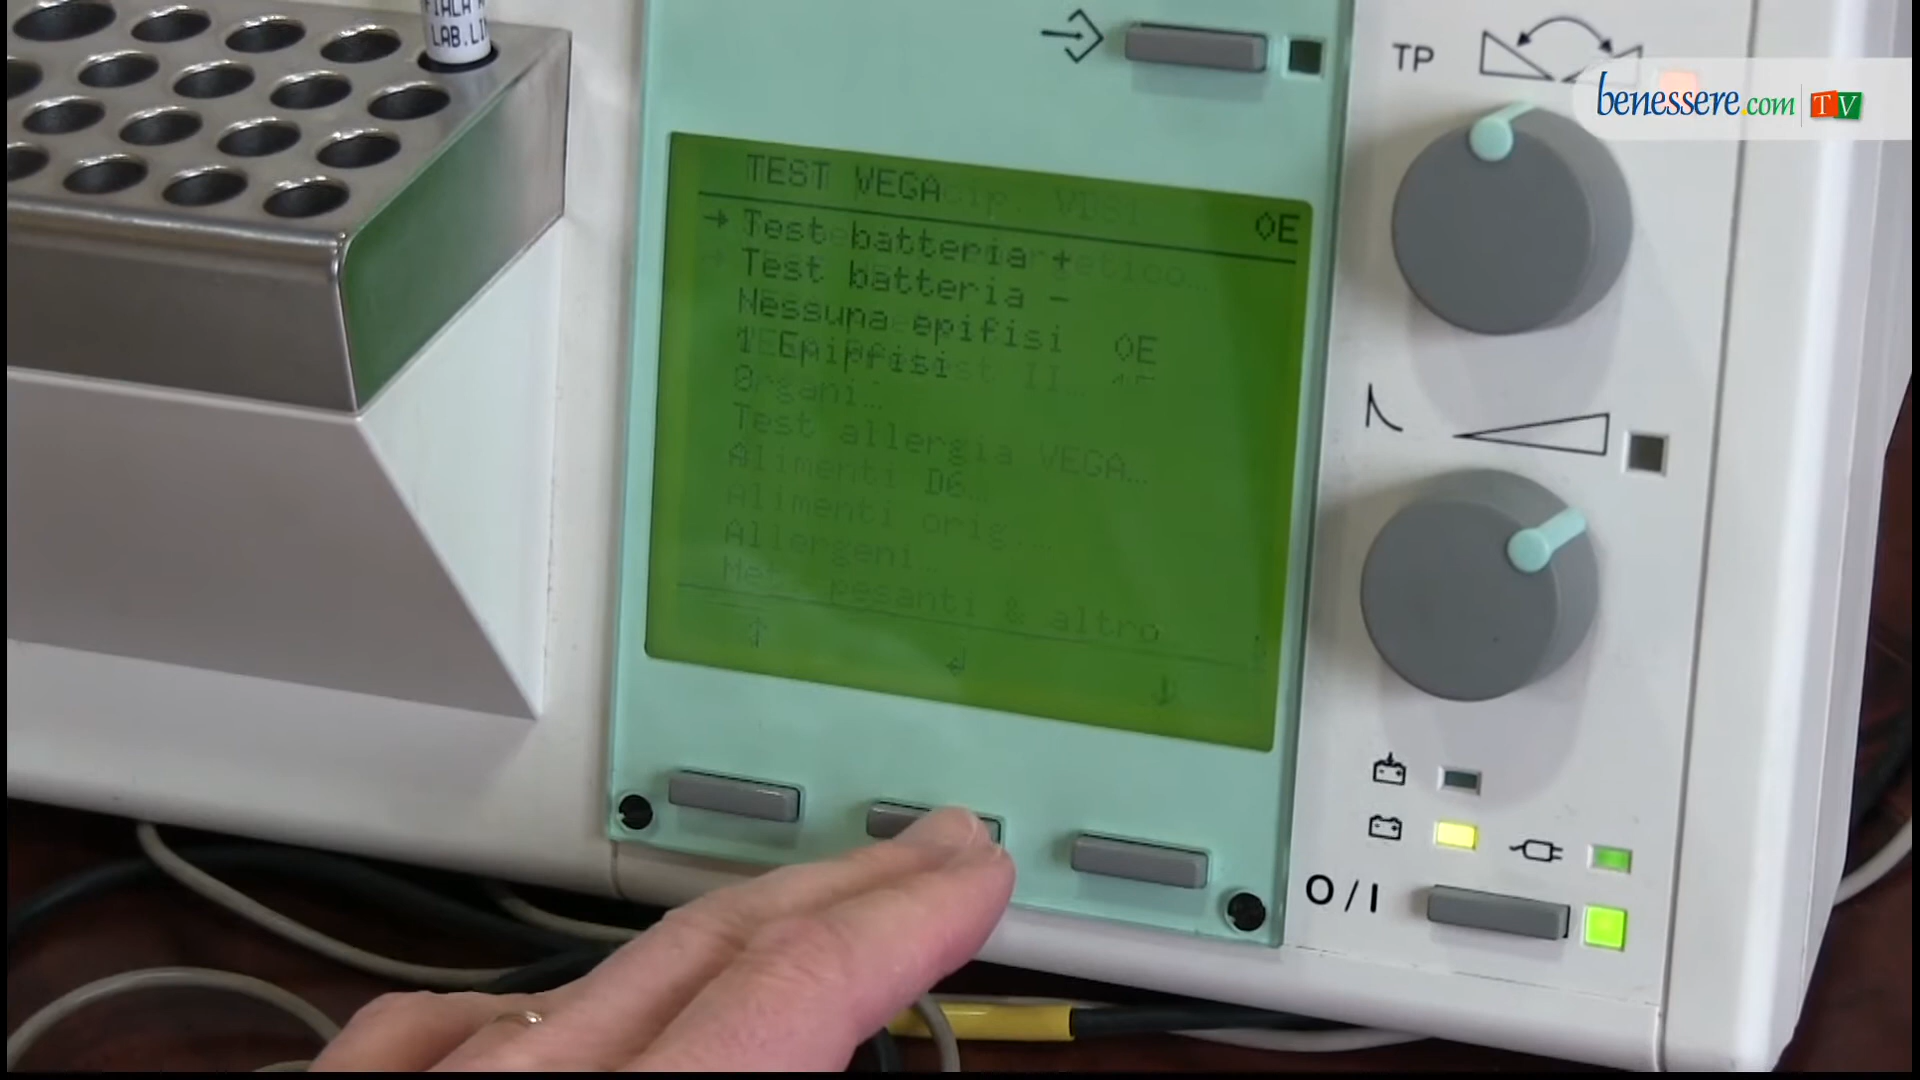 FIALA
LAB.LI
TP
benessere.com TV
TEST VEGA
◊E
→ Test batteria +
Test batteria -
Nessuna epifisi ◊E
1 Epifisi
Organi...
Test allergia VEGA...
Alimenti D6...
Alimenti orig....
Allergeni...
Met. pesanti & altro
↑ ↵ ↓
O / I